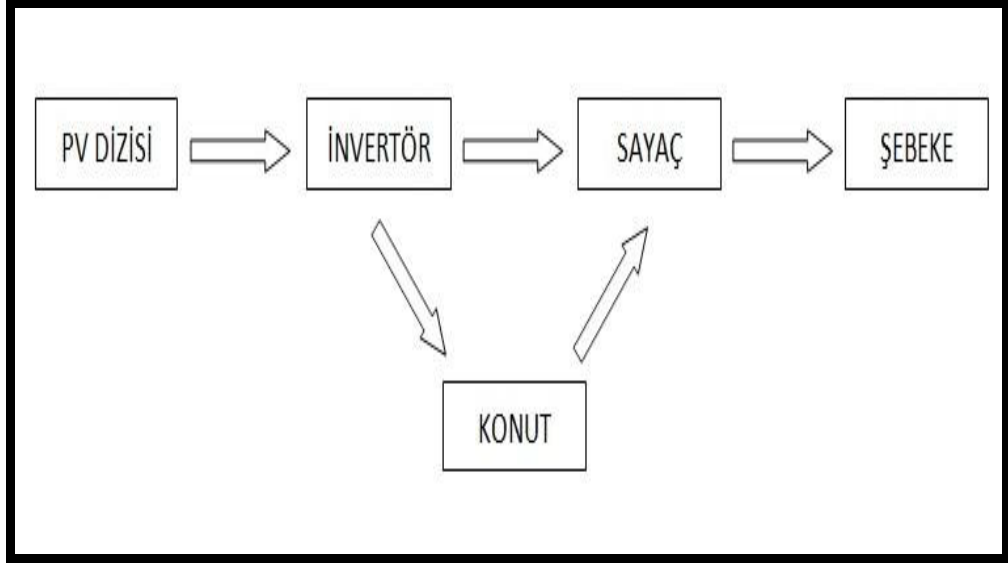 PV DİZİSİ
İNVERTÖR
SAYAÇ
ŞEBEKE
KONUT